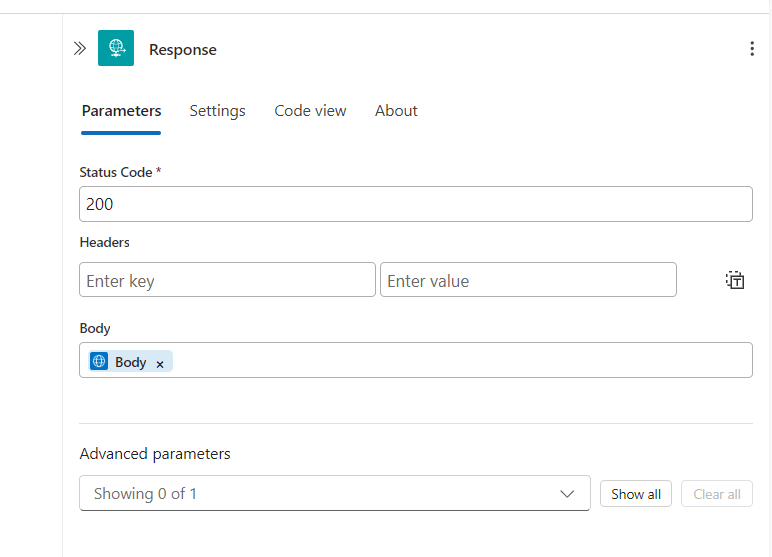 Response
Parameters Settings Code view About
Status Code *
200
Headers
Enter key Enter value
T
Body
Body ×
Advanced parameters
Showing 0 of 1 Show all Clear all